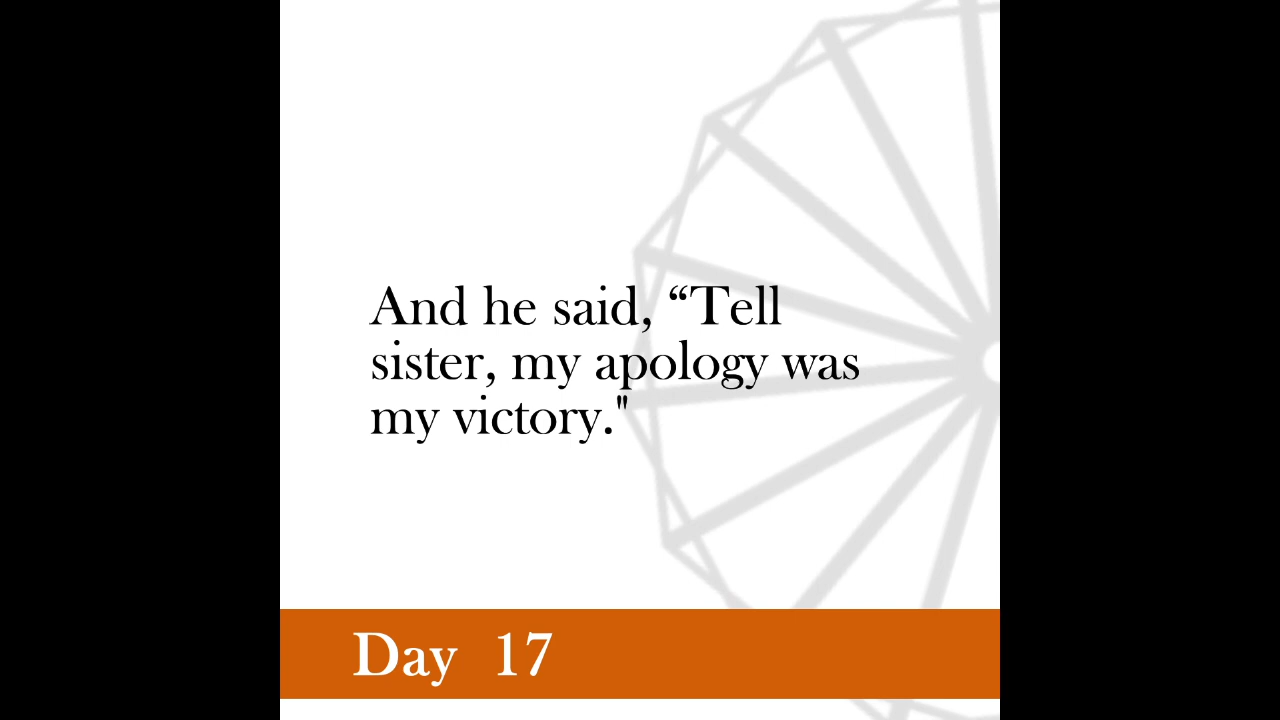 And he said, “Tell
sister, my apology was
my victory."
Day 17